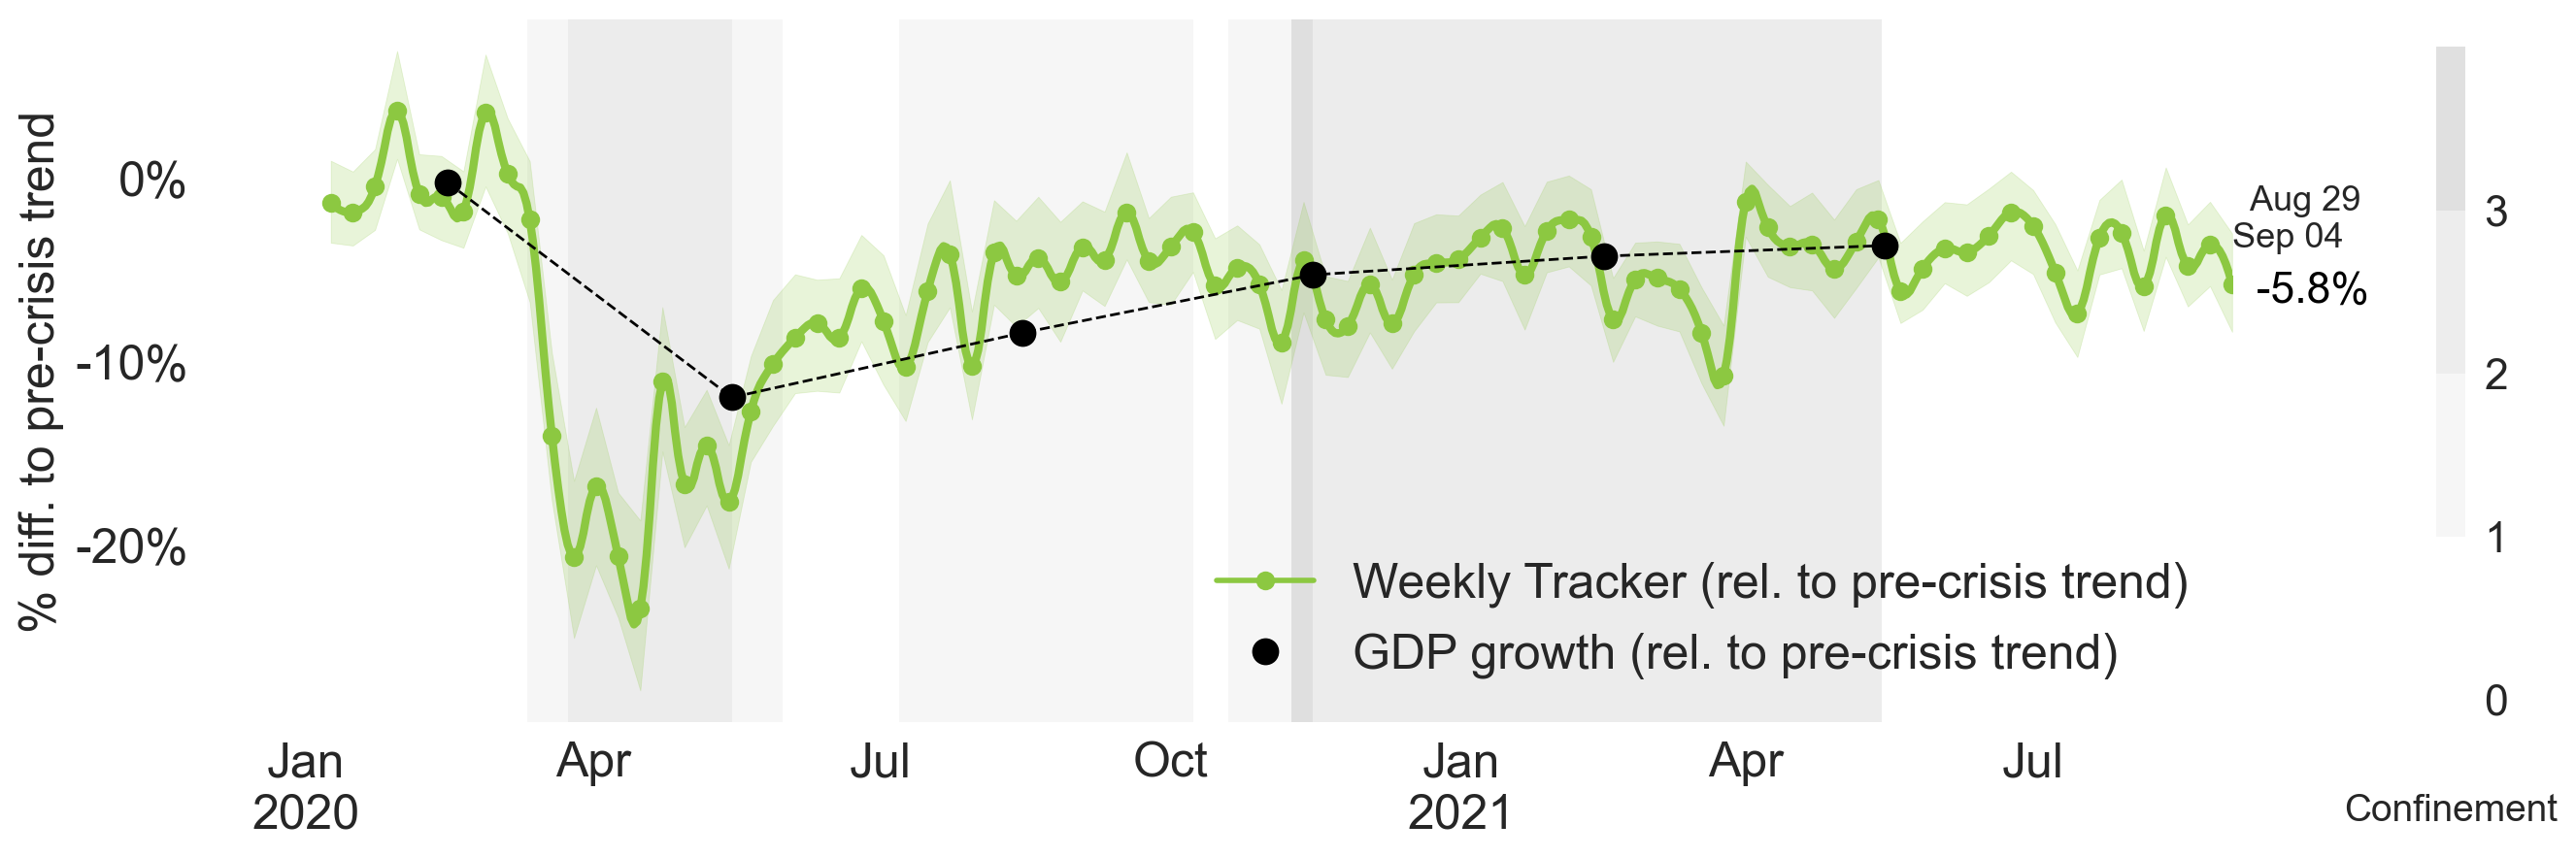 % diff. to pre-crisis trend
0%
-10%
-20%
Aug 29
Sep 04
-5.8%
Weekly Tracker (rel. to pre-crisis trend)
GDP growth (rel. to pre-crisis trend)
Jan
2020
Apr
Jul
Oct
Jan
2021
Apr
Jul
3
2
1
0
Confinement